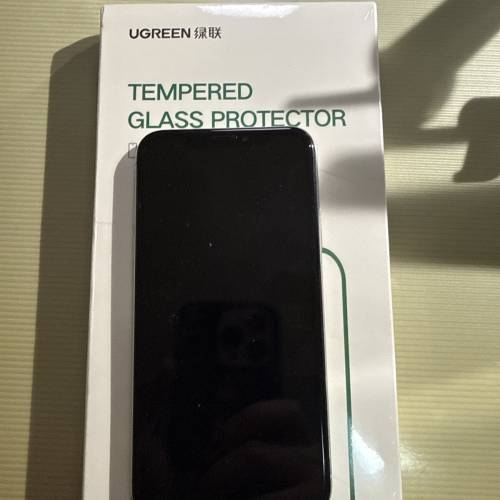 UGREEN 绿联
TEMPERED
GLASS PROTECTOR